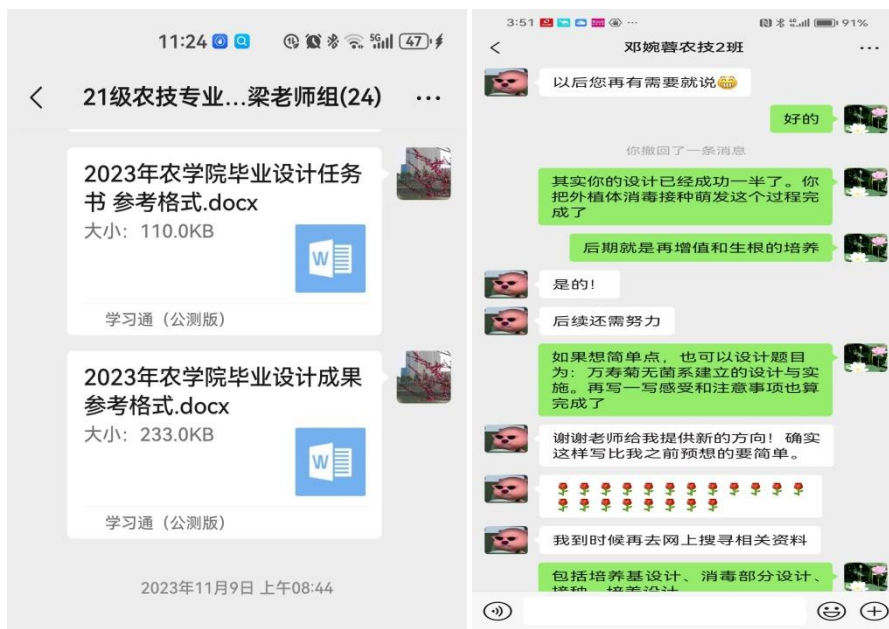 11:24
5G
47
21级农技专业...梁老师组(24)
2023年农学院毕业设计任务
书 参考格式.docx
大小：110.0KB
W
学习通（公测版）
2023年农学院毕业设计成果
参考格式.docx
大小：233.0KB
W
学习通（公测版）
2023年11月9日 上午08:44
3:51
91%
邓婉蓉农技2班
以后您再有需要就说😁
好的
你撤回了一条消息
其实你的设计已经成功一半了。你
把外植体消毒接种萌发这个过程完
成了
后期就是再增值和生根的培养
是的！
后续还需努力
如果想简单点，也可以设计题目
为：万寿菊无菌系建立的设计与实
施。再写一写感受和注意事项也算
完成了
谢谢老师给我提供新的方向！确实
这样写比我之前预想的要简单。
🌹🌹🌹🌹🌹🌹🌹🌹🌹🌹🌹🌹
🌹🌹🌹🌹🌹🌹🌹🌹
我到时候再去网上搜寻相关资料
包括培养基设计、消毒部分设计、